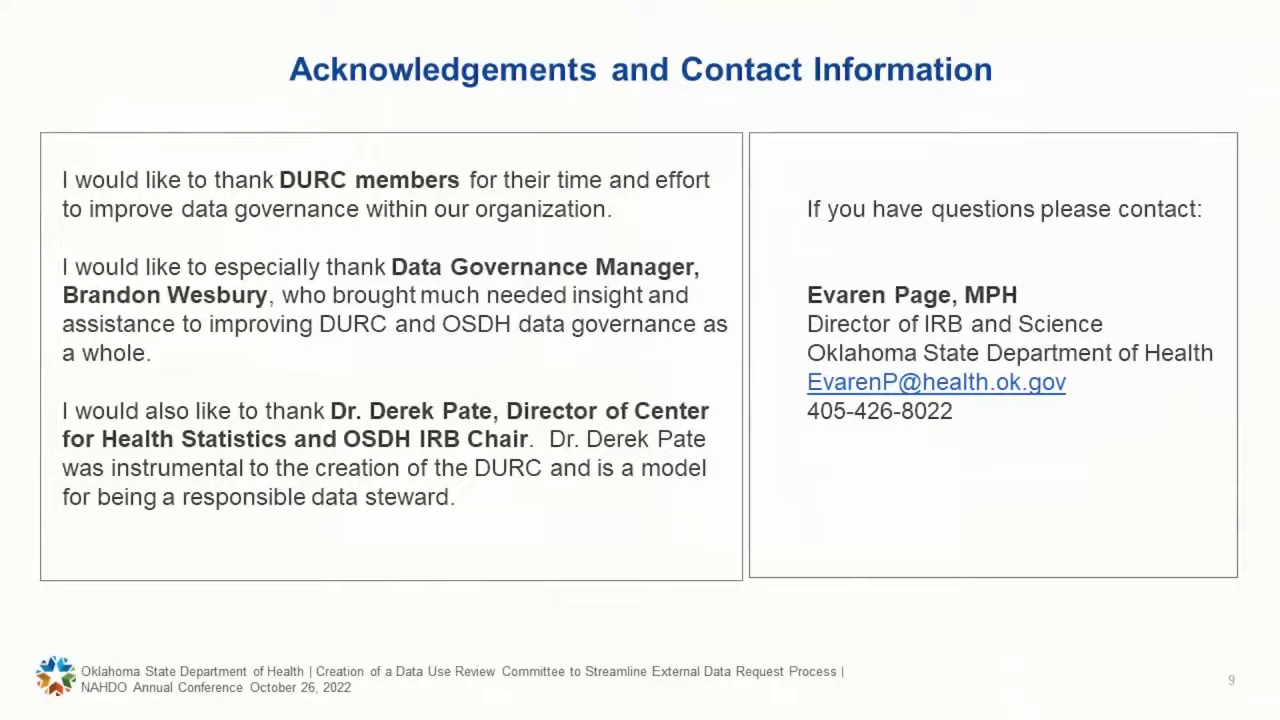 Acknowledgements and Contact Information
I would like to thank DURC members for their time and effort
to improve data governance within our organization.
I would like to especially thank Data Governance Manager,
Brandon Wesbury, who brought much needed insight and
assistance to improving DURC and OSDH data governance as
a whole.
I would also like to thank Dr. Derek Pate, Director of Center
for Health Statistics and OSDH IRB Chair. Dr. Derek Pate
was instrumental to the creation of the DURC and is a model
for being a responsible data steward.
If you have questions please contact:
Evaren Page, MPH
Director of IRB and Science
Oklahoma State Department of Health
EvarenP@health.ok.gov
405-426-8022
Oklahoma State Department of Health | Creation of a Data Use Review Committee to Streamline External Data Request Process |
NAHDO Annual Conference October 26, 2022
9